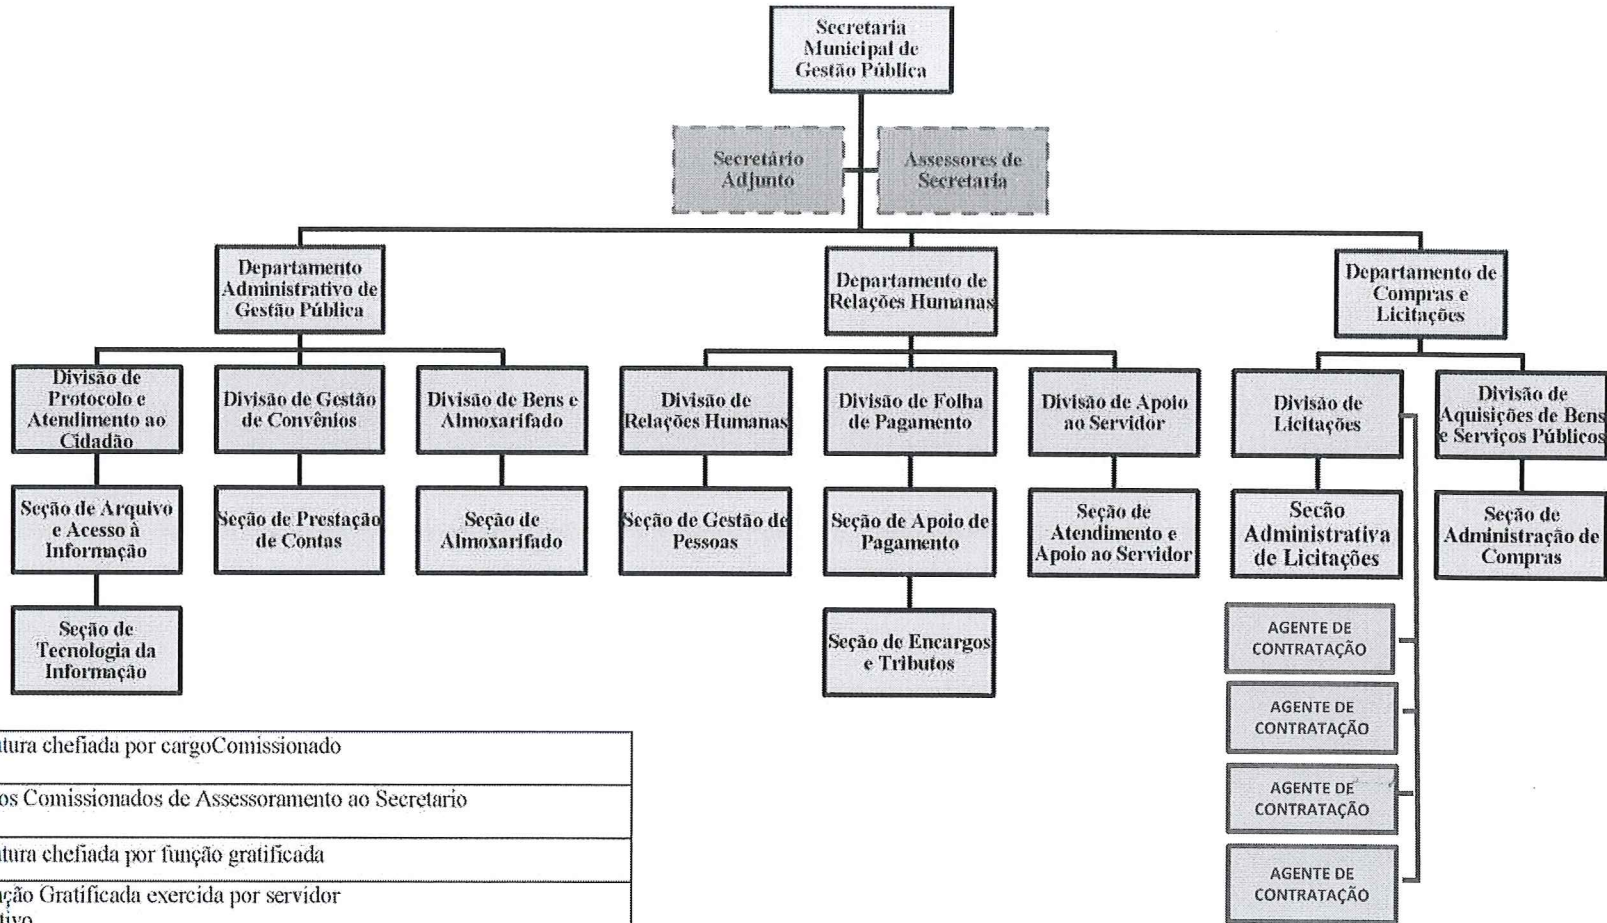 Secretaria
Municipal de
Gestão Pública
Secretário
Adjunto
Assessores de
Secretaria
Departamento
Administrativo de
Gestão Pública
Departamento de
Relações Humanas
Departamento de
Compras e
Licitações
Divisão de
Protocolo e
Atendimento ao
Cidadão
Divisão de Gestão
de Convênios
Divisão de Bens e
Almoxarifado
Divisão de
Relações Humanas
Divisão de Folha
de Pagamento
Divisão de Apoio
ao Servidor
Divisão de
Licitações
Divisão de
Aquisições de Bens
e Serviços Públicos
Seção de Arquivo
e Acesso à
Informação
Seção de Prestação
de Contas
Seção de
Almoxarifado
Seção de Gestão de
Pessoas
Seção de Apoio de
Pagamento
Seção de
Atendimento e
Apoio ao Servidor
Seção
Administrativa
de Licitações
Seção de
Administração de
Compras
Seção de
Tecnologia da
Informação
Seção de Encargos
e Tributos
AGENTE DE
CONTRATAÇÃO
AGENTE DE
CONTRATAÇÃO
AGENTE DE
CONTRATAÇÃO
AGENTE DE
CONTRATAÇÃO
chefiada por cargoComissionado
os Comissionados de Assessoramento ao Secretario
chefiada por função gratificada
Gratificada exercida por servidor